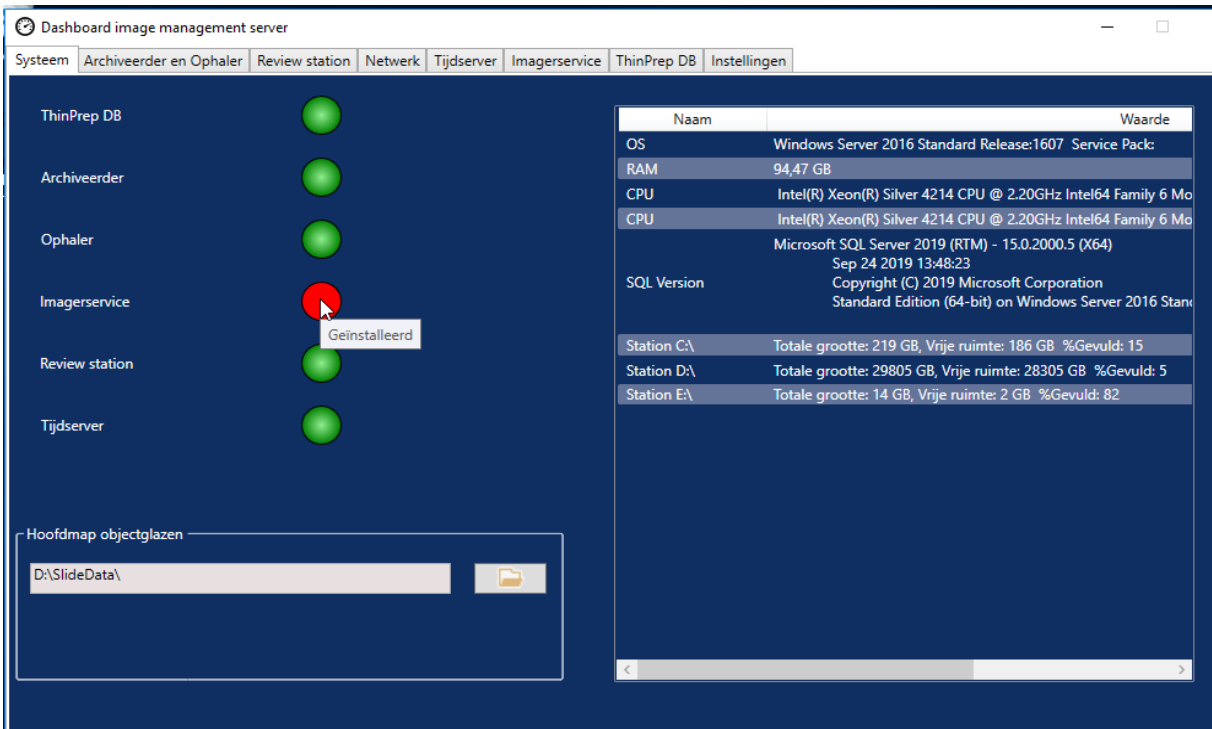 Dashboard image management server
Systeem Archiveerder en Ophaler Review station Netwerk Tijdserver Imagerservice ThinPrep DB Instellingen
ThinPrep DB
Archiveerder
Ophaler
Imagerservice
Geïnstalleerd
Review station
Tijdserver
Hoofdmap objectglazen
D:\SlideData\
Naam Waarde
OS Windows Server 2016 Standard Release:1607 Service Pack:
RAM 94,47 GB
CPU Intel(R) Xeon(R) Silver 4214 CPU @ 2.20GHz Intel64 Family 6 Mo
CPU Intel(R) Xeon(R) Silver 4214 CPU @ 2.20GHz Intel64 Family 6 Mo
SQL Version Microsoft SQL Server 2019 (RTM) - 15.0.2000.5 (X64)
Sep 24 2019 13:48:23
Copyright (C) 2019 Microsoft Corporation
Standard Edition (64-bit) on Windows Server 2016 Stan
Station C:\ Totale grootte: 219 GB, Vrije ruimte: 186 GB %Gevuld: 15
Station D:\ Totale grootte: 29805 GB, Vrije ruimte: 28305 GB %Gevuld: 5
Station E:\ Totale grootte: 14 GB, Vrije ruimte: 2 GB %Gevuld: 82